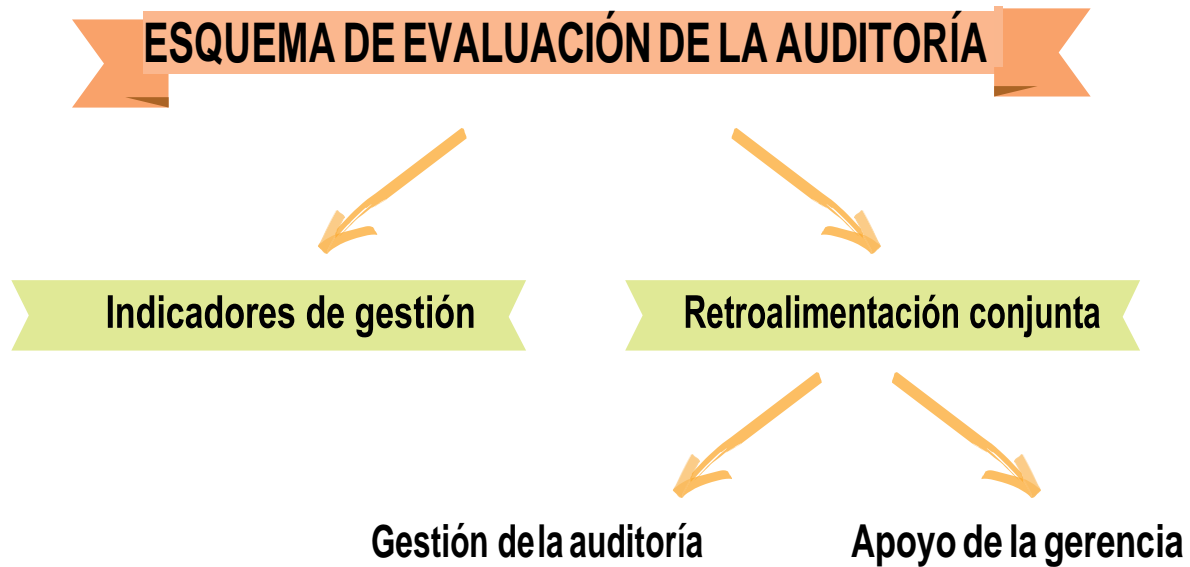 ESQUEMA DE EVALUACIÓN DE LA AUDITORÍA
Indicadores de gestión
Retroalimentación conjunta
Gestión de la auditoría
Apoyo de la gerencia